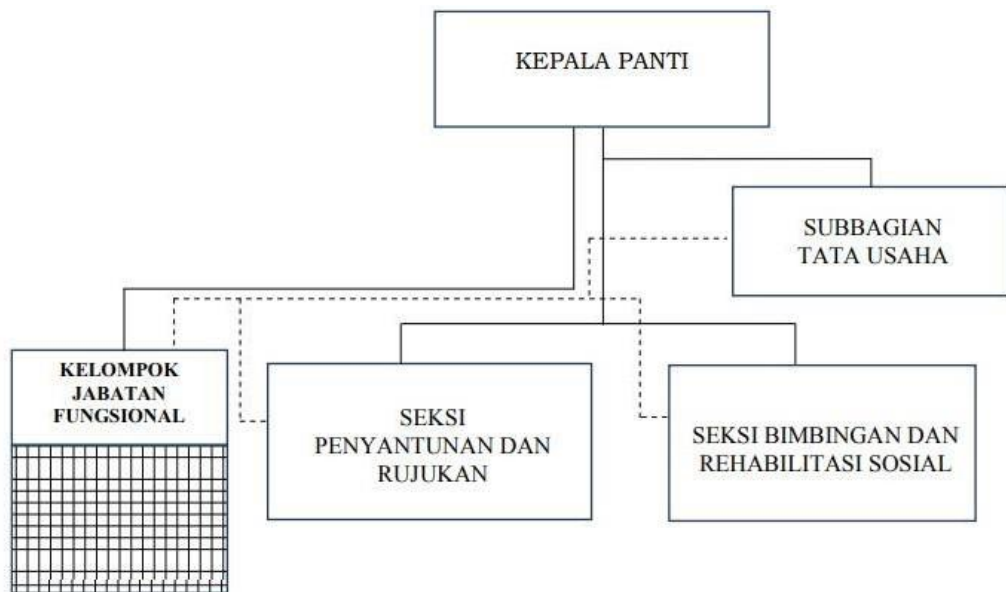 KEPALA PANTI
SUBBAGIAN
TATA USAHA
KELOMPOK
JABATAN
FUNGSIONAL
SEKSI
PENYANTUNAN DAN
RUJUKAN
SEKSI BIMBINGAN DAN
REHABILITASI SOSIAL